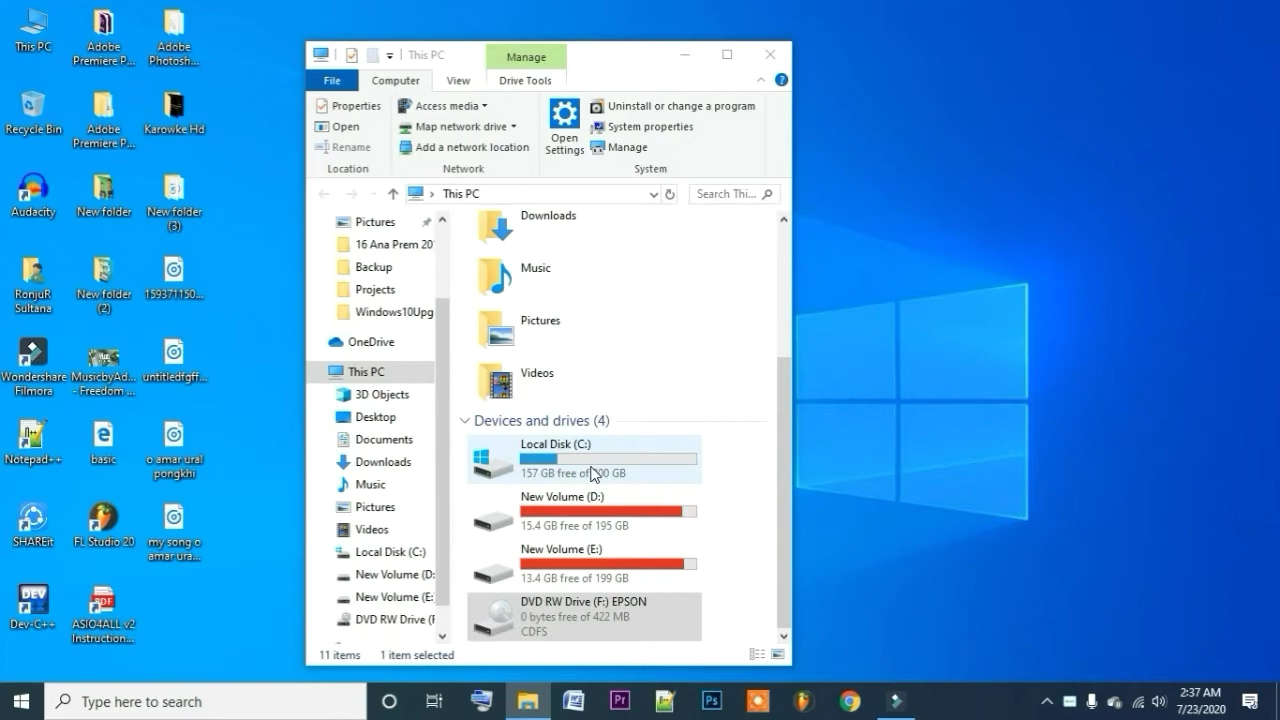 This PC
Adobe
Premiere P...
Adobe
Photosh...
Recycle Bin
Adobe
Premiere P...
Karowke Hd
Audacity
New folder
New folder
(3)
RonjuR
Sultana
New folder
(2)
159371150...
Wondershare
Filmora
MusicbyAd...
- Freedom ...
untitledfgff...
Notepad++
basic
o amar ural
pongkhi
SHAREit
FL Studio 20
my song o
amar ura...
DEV
Dev-C++
ASIO4ALL v2
Instruction...
This PC
Manage
File
Computer
View
Drive Tools
Properties
Open
Rename
Location
Access media
Map network drive
Add a network location
Network
Open
Settings
Uninstall or change a program
System properties
Manage
System
This PC
Search Thi...
Pictures
16 Ana Prem 20
Backup
Projects
Windows10Upg
OneDrive
This PC
3D Objects
Desktop
Documents
Downloads
Music
Pictures
Videos
Local Disk (C:)
New Volume (D:
New Volume (E:
DVD RW Drive (F
Downloads
Music
Pictures
Videos
Devices and drives (4)
Local Disk (C:)
157 GB free of 00 GB
New Volume (D:)
15.4 GB free of 195 GB
New Volume (E:)
13.4 GB free of 199 GB
DVD RW Drive (F:) EPSON
0 bytes free of 422 MB
CDFS
11 items 1 item selected
Type here to search
Pr
Ps
2:37 AM
7/23/2020